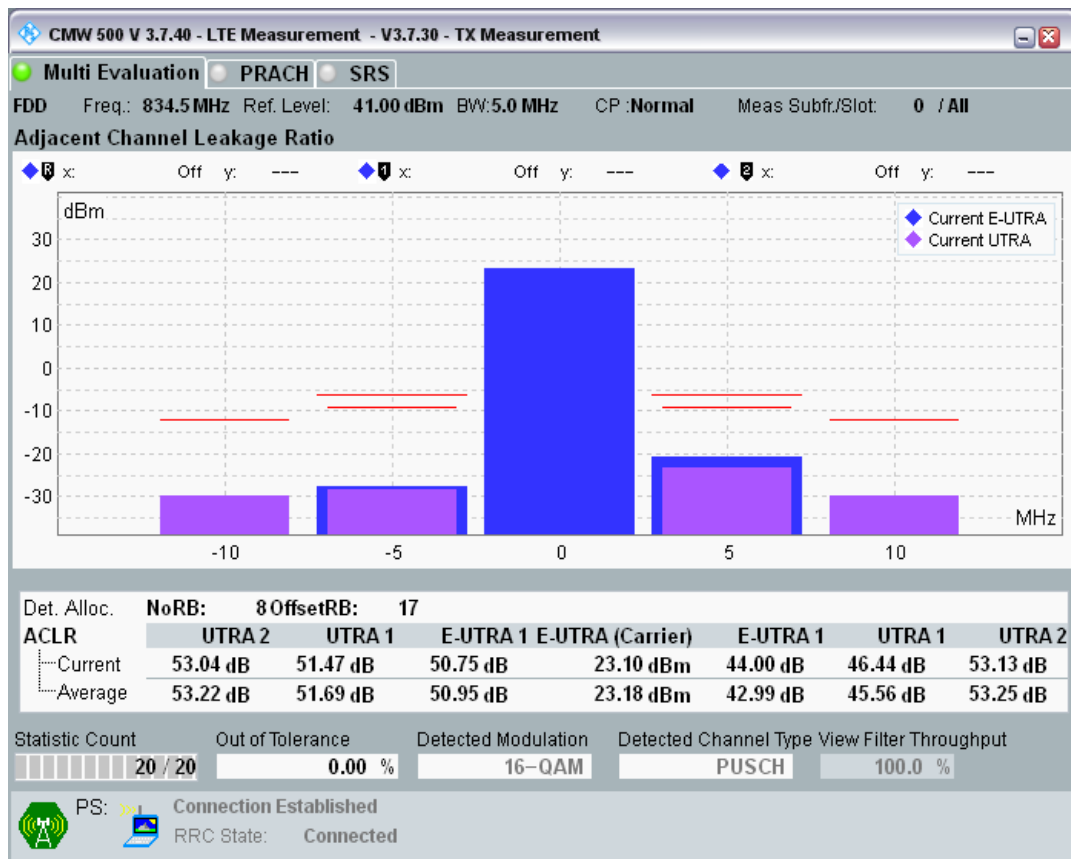 CMW 500 V 3.7.40 - LTE Measurement - V3.7.30 - TX Measurement
Multi Evaluation PRACH SRS
FDD Freq.: 834.5 MHz Ref. Level: 41.00 dBm BW:5.0 MHz CP :Normal Meas Subfr./Slot: 0 / All
Adjacent Channel Leakage Ratio
R x: Off y: --- 1 x: Off y: --- 2 x: Off y: ---
dBm
Current E-UTRA
Current UTRA
30
20
10
0
-10
-20
-30
MHz
-10 -5 0 5 10
Det. Alloc. NoRB: 8 OffsetRB: 17
ACLR UTRA 2 UTRA 1 E-UTRA 1 E-UTRA (Carrier) E-UTRA 1 UTRA 1 UTRA 2
Current 53.04 dB 51.47 dB 50.75 dB 23.10 dBm 44.00 dB 46.44 dB 53.13 dB
Average 53.22 dB 51.69 dB 50.95 dB 23.18 dBm 42.99 dB 45.56 dB 53.25 dB
Statistic Count Out of Tolerance Detected Modulation Detected Channel Type View Filter Throughput
20 / 20 0.00 % 16-QAM PUSCH 100.0 %
PS: Connection Established
RRC State: Connected